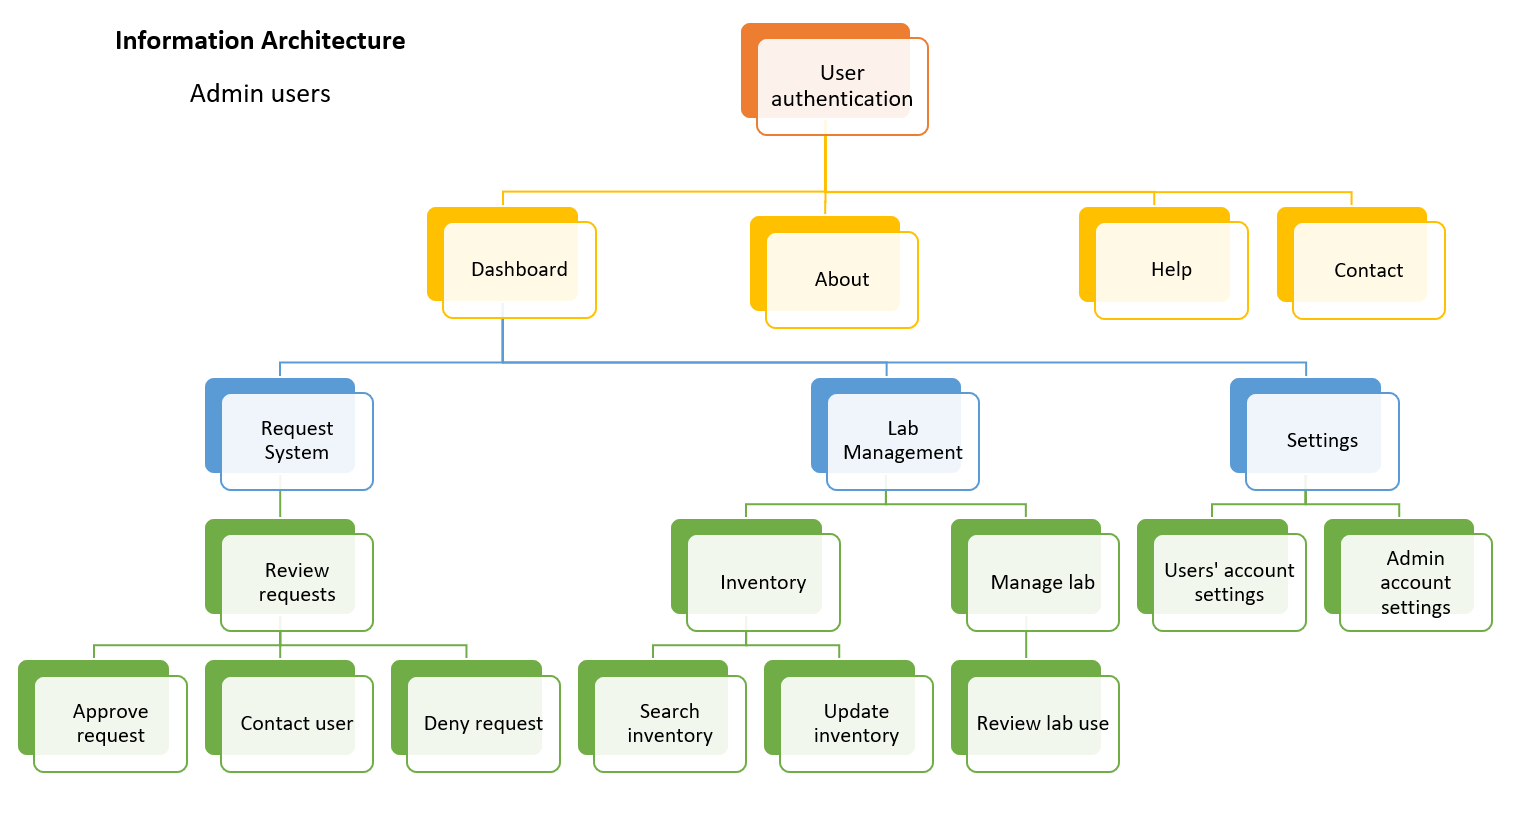 Information Architecture
Admin users
User
authentication
Dashboard
About
Help
Contact
Request
System
Lab
Management
Settings
Review
requests
Inventory
Manage lab
Users' account
settings
Admin
account
settings
Approve
request
Contact user
Deny request
Search
inventory
Update
inventory
Review lab use